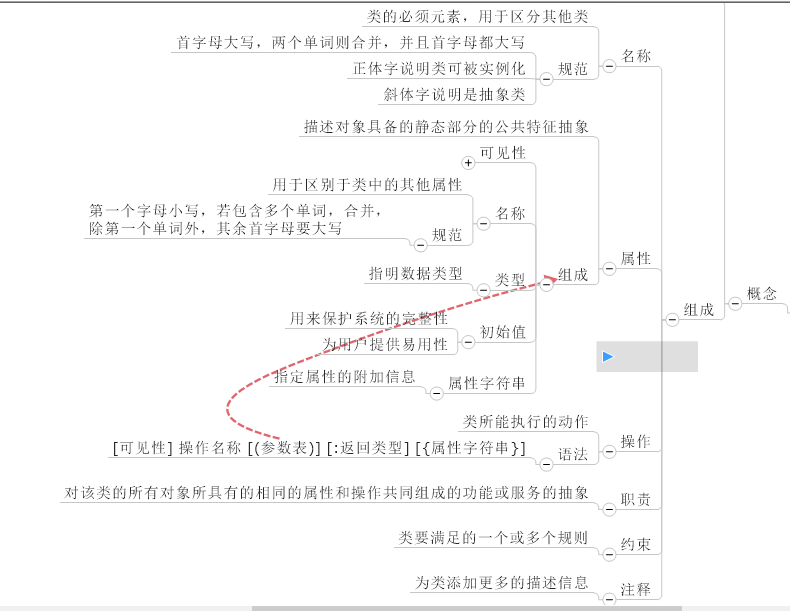 类的必须元素，用于区分其他类
首字母大写，两个单词则合并，并且首字母都大写
正体字说明类可被实例化
斜体字说明是抽象类
规范
名称
描述对象具备的静态部分的公共特征抽象
可见性
用于区别于类中的其他属性
第一个字母小写，若包含多个单词，合并，
除第一个单词外，其余首字母要大写
规范
名称
指明数据类型
类型
用来保护系统的完整性
为用户提供易用性
初始值
指定属性的附加信息
属性字符串
组成
属性
类所能执行的动作
[可见性] 操作名称 [(参数表)] [:返回类型] [{属性字符串}]
语法
操作
对该类的所有对象所具有的相同的属性和操作共同组成的功能或服务的抽象
职责
类要满足的一个或多个规则
约束
为类添加更多的描述信息
注释
组成
概念